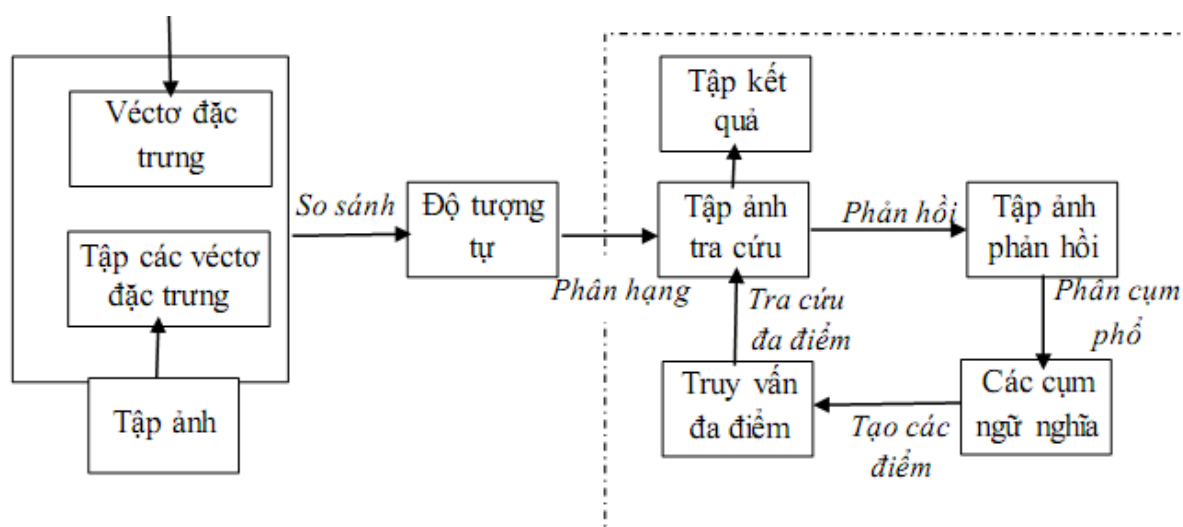 Véctơ đặc
trưng
Tập các véctơ
đặc trưng
Tập ảnh
So sánh
Độ tượng
tự
Phân hạng
Tập kết
quả
Tập ảnh
tra cứu
Phản hồi
Tập ảnh
phản hồi
Phân cụm
phổ
Các cụm
ngữ nghĩa
Tạo các
điểm
Truy vấn
đa điểm
Tra cứu
đa điểm